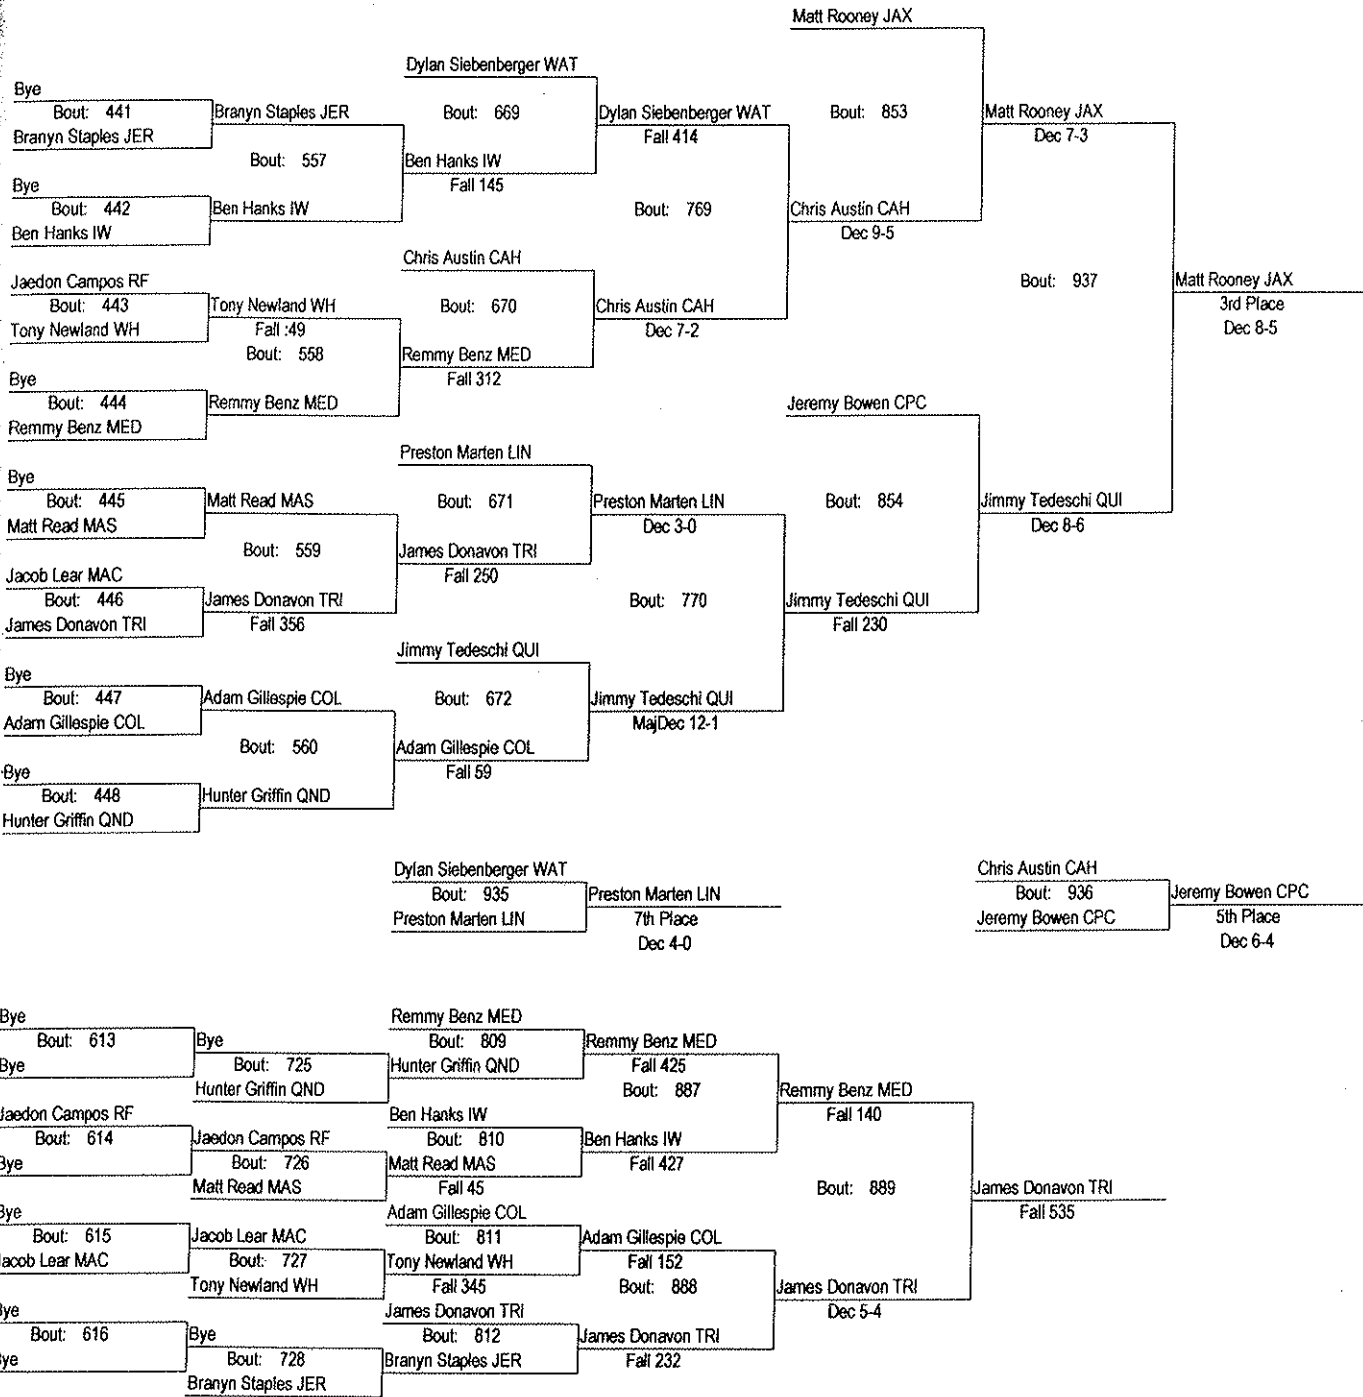 Matt Rooney JAX
Dylan Siebenberger WAT
Bye
Bout: 441
Branyn Staples JER
Branyn Staples JER
Bout: 669
Dylan Siebenberger WAT
Fall 414
Bout: 853
Matt Rooney JAX
Dec 7-3
Bout: 557
Ben Hanks IW
Fall 145
Bye
Bout: 442
Ben Hanks IW
Ben Hanks IW
Bout: 769
Chris Austin CAH
Dec 9-5
Chris Austin CAH
Jaedon Campos RF
Bout: 443
Tony Newland WH
Tony Newland WH
Fall :49
Bout: 558
Bout: 670
Chris Austin CAH
Dec 7-2
Bout: 937
Matt Rooney JAX
3rd Place
Dec 8-5
Remmy Benz MED
Fall 312
Bye
Bout: 444
Remmy Benz MED
Remmy Benz MED
Jeremy Bowen CPC
Preston Marten LIN
Bye
Bout: 445
Matt Read MAS
Matt Read MAS
Bout: 671
Preston Marten LIN
Dec 3-0
Bout: 854
Jimmy Tedeschi QUI
Dec 8-6
Bout: 559
James Donavon TRI
Fall 250
Jacob Lear MAC
Bout: 446
James Donavon TRI
James Donavon TRI
Fall 356
Bout: 770
Jimmy Tedeschi QUI
Fall 230
Jimmy Tedeschi QUI
Bye
Bout: 447
Adam Gillespie COL
Adam Gillespie COL
Bout: 672
Jimmy Tedeschi QUI
MajDec 12-1
Bout: 560
Adam Gillespie COL
Fall 59
Bye
Bout: 448
Hunter Griffin QND
Hunter Griffin QND
Dylan Siebenberger WAT
Bout: 935
Preston Marten LIN
Preston Marten LIN
7th Place
Dec 4-0
Chris Austin CAH
Bout: 936
Jeremy Bowen CPC
Jeremy Bowen CPC
5th Place
Dec 6-4
Bye
Bout: 613
Bye
Bye
Bout: 725
Hunter Griffin QND
Remmy Benz MED
Bout: 809
Hunter Griffin QND
Remmy Benz MED
Fall 425
Bout: 887
Remmy Benz MED
Fall 140
Jaedon Campos RF
Bout: 614
Bye
Jaedon Campos RF
Bout: 726
Matt Read MAS
Ben Hanks IW
Bout: 810
Matt Read MAS
Fall 45
Ben Hanks IW
Fall 427
Bout: 889
James Donavon TRI
Fall 535
Bye
Bout: 615
Jacob Lear MAC
Jacob Lear MAC
Bout: 727
Tony Newland WH
Adam Gillespie COL
Bout: 811
Tony Newland WH
Fall 345
Adam Gillespie COL
Fall 152
Bout: 888
James Donavon TRI
Dec 5-4
Bye
Bout: 616
Bye
Bye
Bout: 728
Branyn Staples JER
James Donavon TRI
Bout: 812
Branyn Staples JER
James Donavon TRI
Fall 232